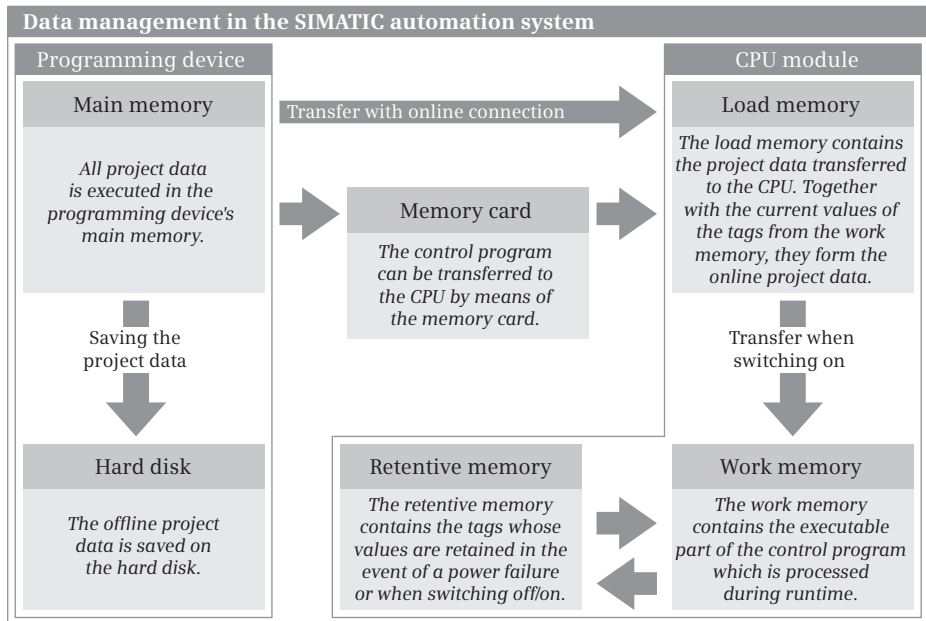 Data management in the SIMATIC automation system
Programming device
Main memory
All project data
is executed in the
programming device's
main memory.
Saving the
project data
Hard disk
The offline project
data is saved on
the hard disk.
Transfer with online connection
Memory card
The control program
can be transferred to
the CPU by means of
the memory card.
CPU module
Load memory
The load memory contains
the project data transferred
to the CPU. Together
with the current values of
the tags from the work
memory, they form the
online project data.
Transfer when
switching on
Retentive memory
The retentive memory
contains the tags whose
values are retained in the
event of a power failure
or when switching off/on.
Work memory
The work memory
contains the executable
part of the control program
which is processed
during runtime.